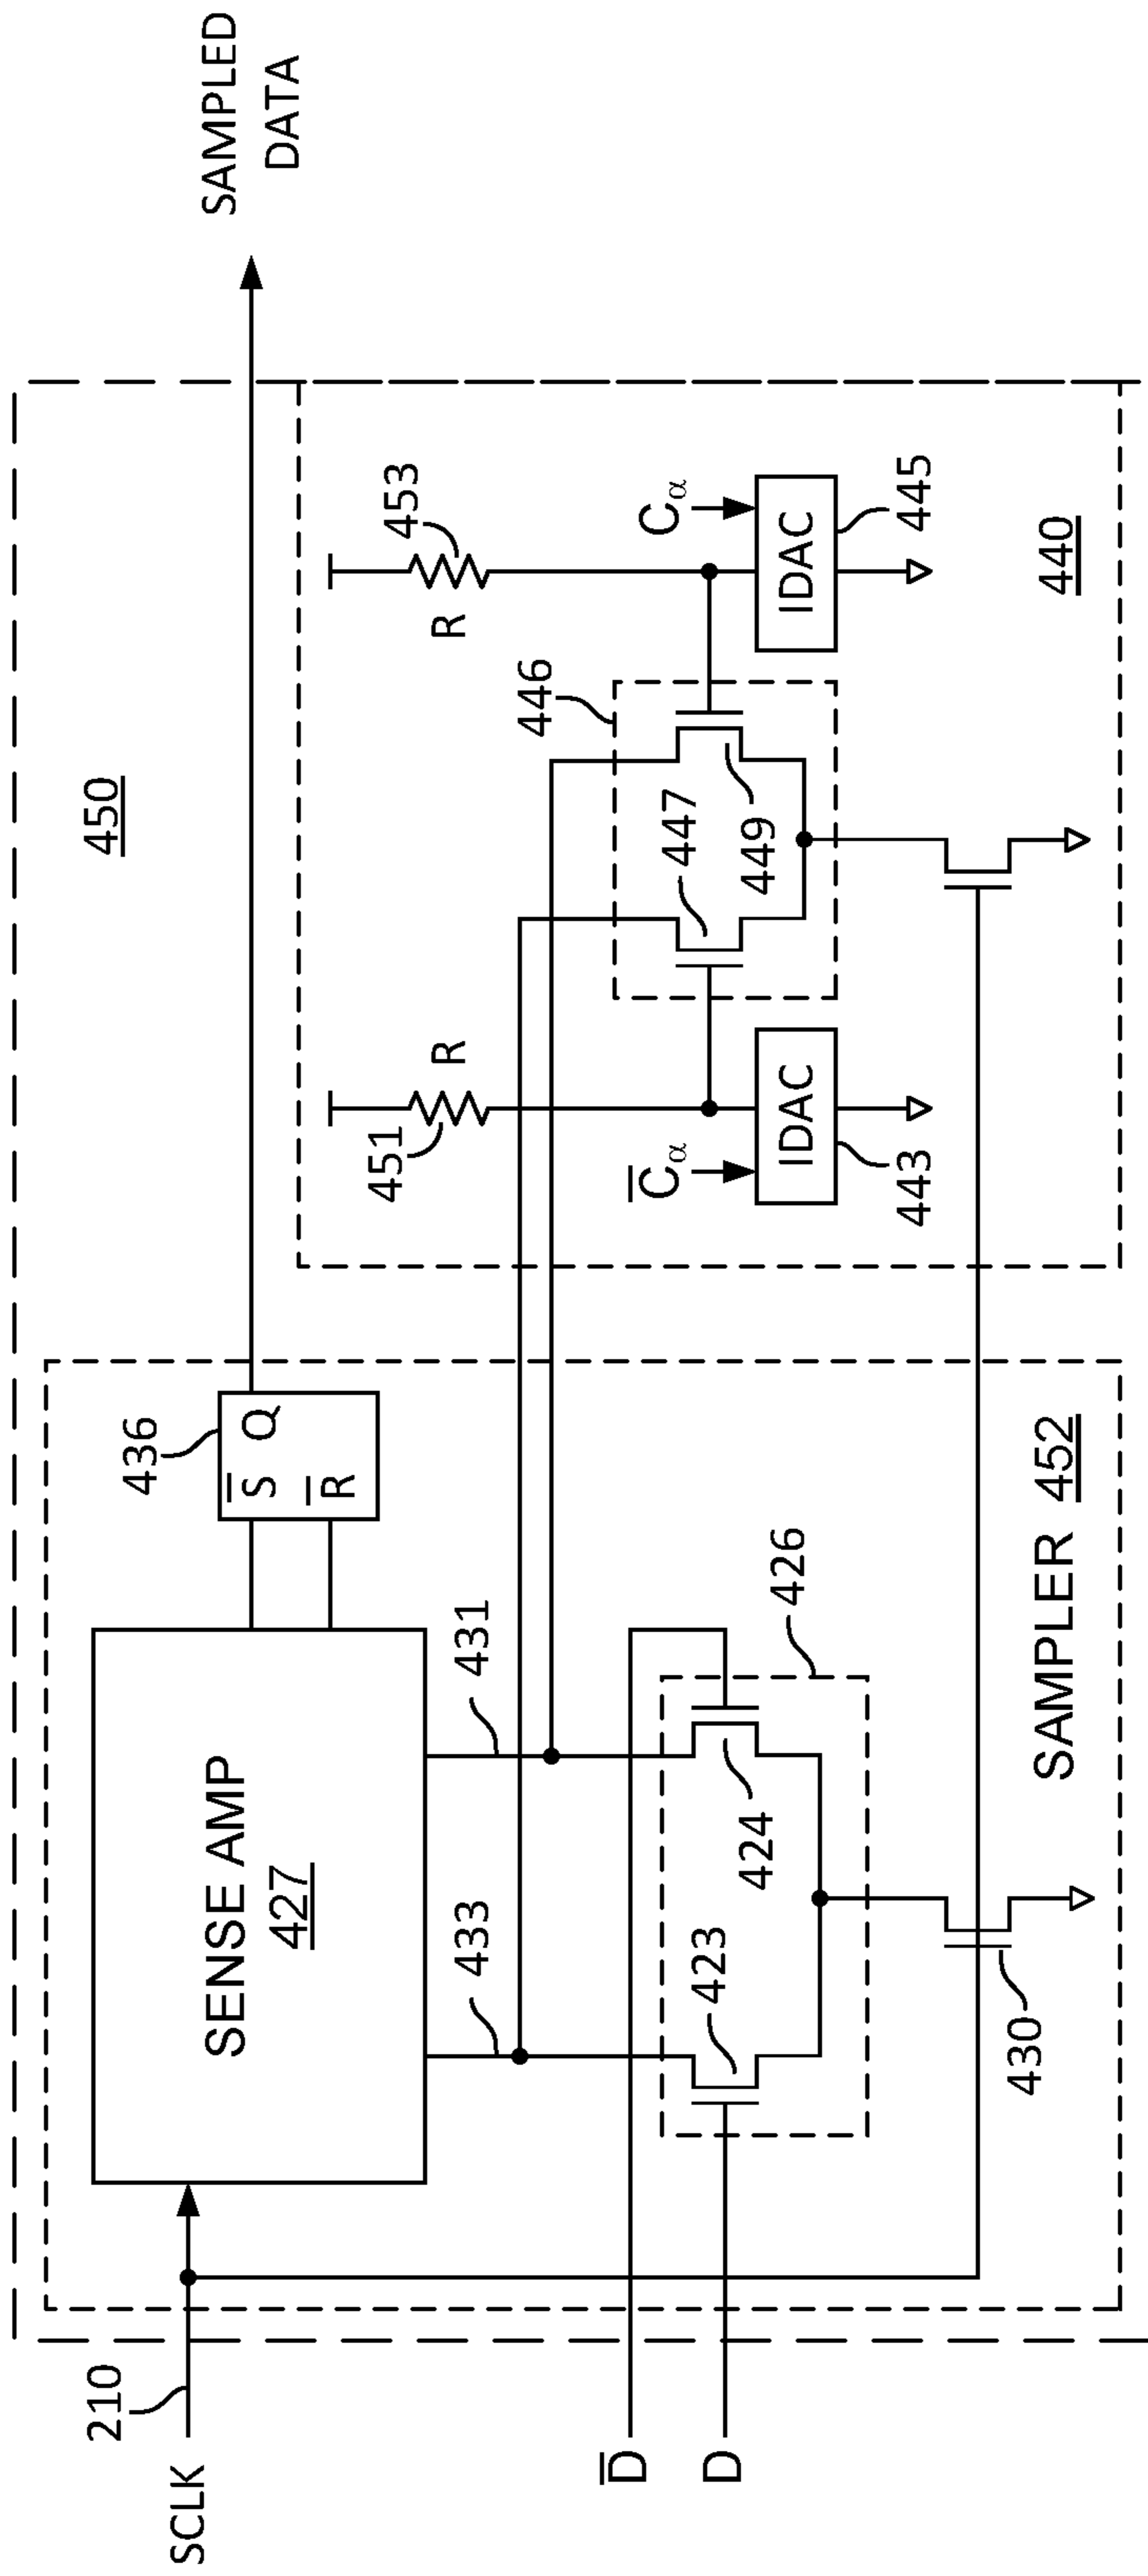 450
SAMPLED
DATA
210
SCLK
SENSE AMP
427
436
S̅ Q
R̅
433
431
D̅
D
423
424
426
430
SAMPLER 452
451
R
R
453
446
447
449
C̅α
Cα
IDAC
IDAC
443
445
440